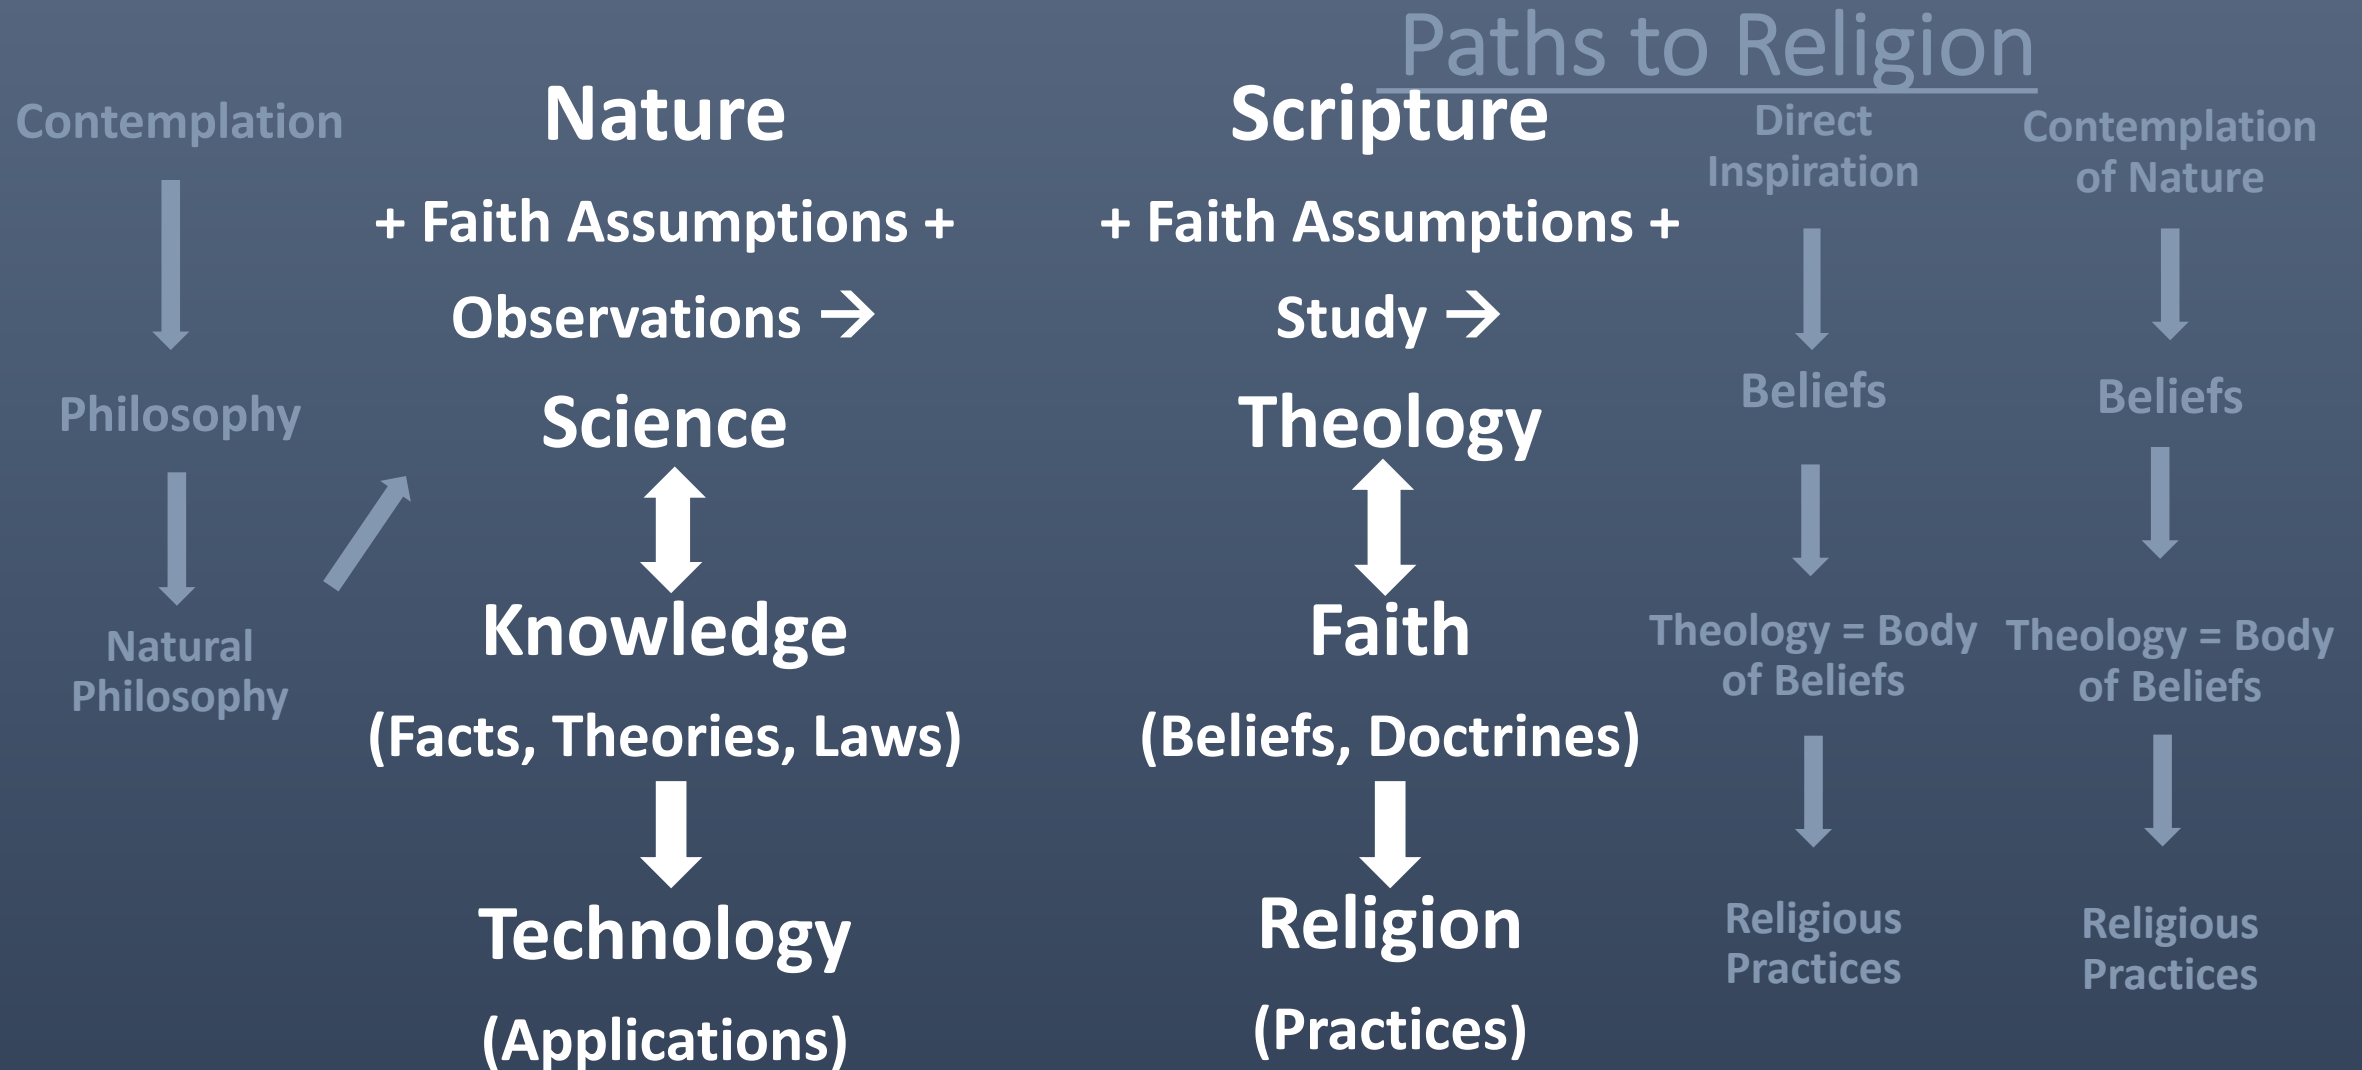 Paths to Religion
Contemplation
Philosophy
Natural
Philosophy
Nature
+ Faith Assumptions +
Observations →
Science
Knowledge
(Facts, Theories, Laws)
Technology
(Applications)
Scripture
+ Faith Assumptions +
Study →
Theology
Faith
(Beliefs, Doctrines)
Religion
(Practices)
Direct
Inspiration
Beliefs
Theology = Body
of Beliefs
Religious
Practices
Contemplation
of Nature
Beliefs
Theology = Body
of Beliefs
Religious
Practices